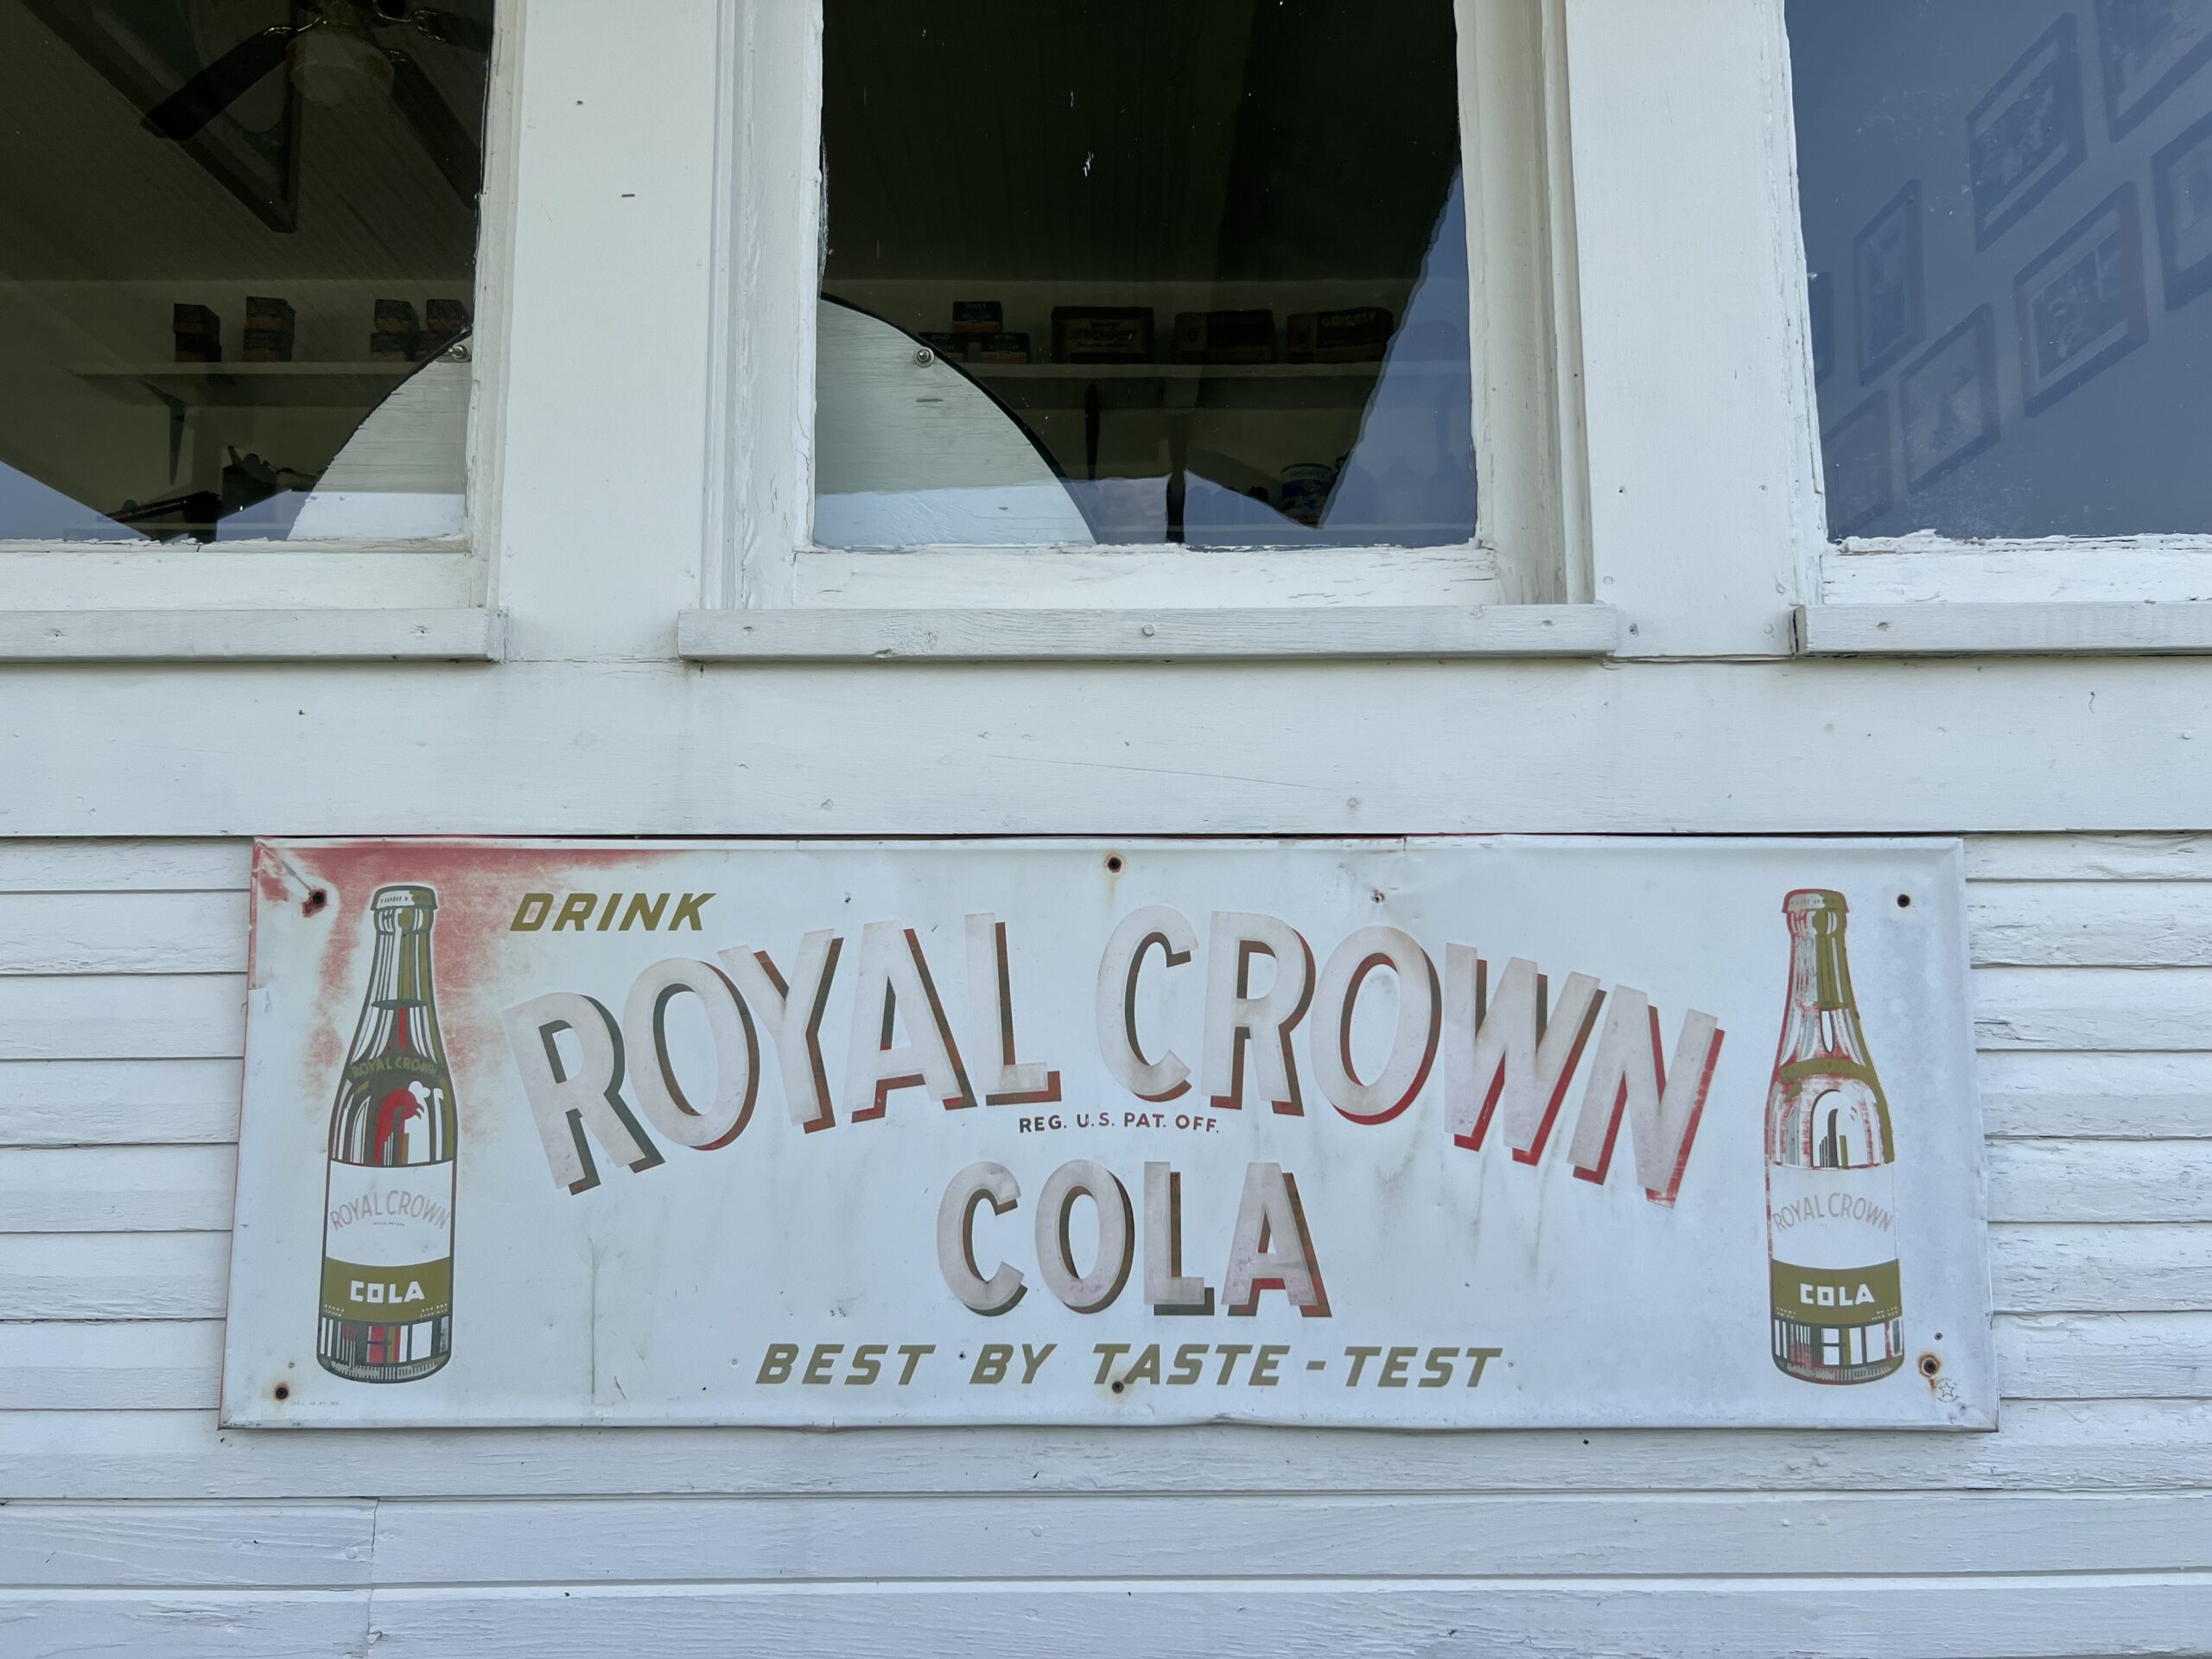 DRINK
ROYAL CROWN
REG. U.S. PAT. OFF.
COLA
BEST BY TASTE-TEST
ROYAL CROWN
ROYAL CROWN
COLA
ROYAL CROWN
COLA